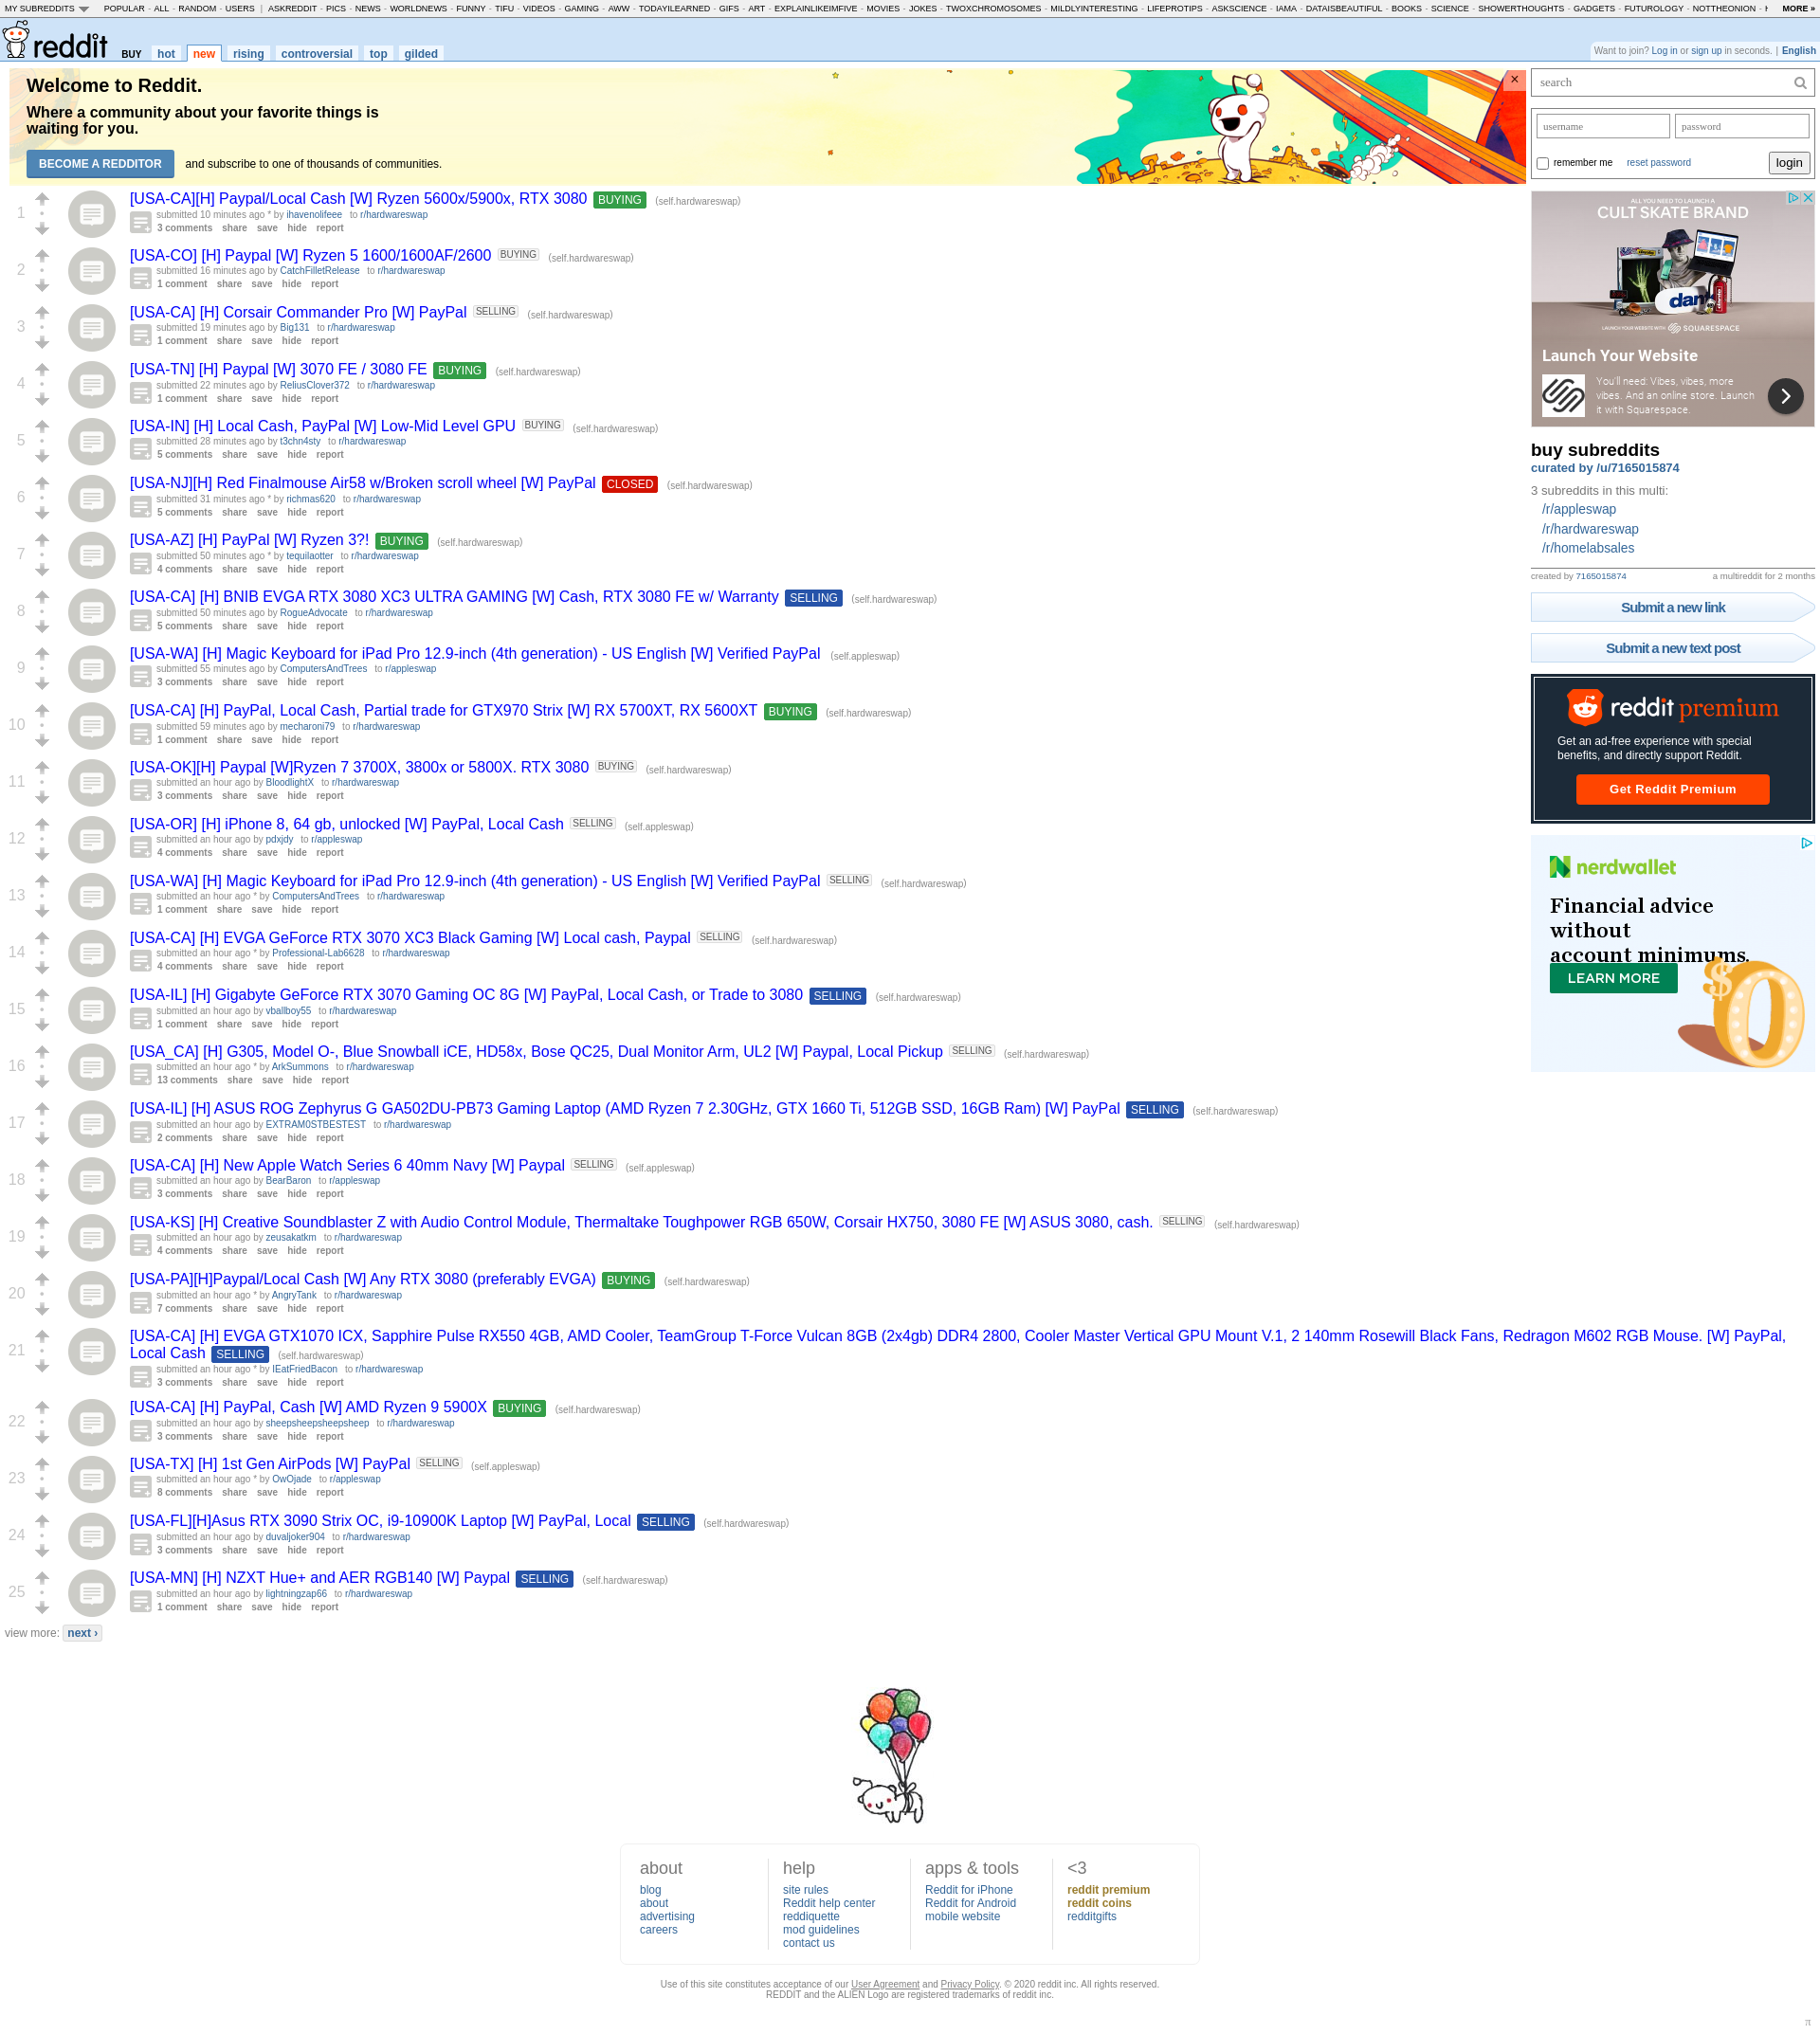 MY SUBREDDITS POPULAR - ALL - RANDOM - USERS | ASKREDDIT - PICS - NEWS - WORLDNEWS - FUNNY - TIFU - VIDEOS - GAMING - AWW - TODAYILEARNED - GIFS - ART - EXPLAINLIKEIMFIVE - MOVIES - JOKES - TWOXCHROMOSOMES - MILDLYINTERESTING - LIFEPROTIPS - ASKSCIENCE - IAMA - DATAISBEAUTIFUL - BOOKS - SCIENCE - SHOWERTHOUGHTS - GADGETS - FUTUROLOGY - NOTTHEONION - MORE »
reddit BUY hot new rising controversial top gilded
Want to join? Log in or sign up in seconds. | English
Welcome to Reddit.
Where a community about your favorite things is
waiting for you.
BECOME A REDDITOR and subscribe to one of thousands of communities.
×
1
[USA-CA][H] Paypal/Local Cash [W] Ryzen 5600x/5900x, RTX 3080 BUYING (self.hardwareswap)
submitted 10 minutes ago * by ihavenolifeee to r/hardwareswap
3 comments share save hide report
2
[USA-CO] [H] Paypal [W] Ryzen 5 1600/1600AF/2600 BUYING (self.hardwareswap)
submitted 16 minutes ago by CatchFilletRelease to r/hardwareswap
1 comment share save hide report
3
[USA-CA] [H] Corsair Commander Pro [W] PayPal SELLING (self.hardwareswap)
submitted 19 minutes ago by Big131 to r/hardwareswap
1 comment share save hide report
4
[USA-TN] [H] Paypal [W] 3070 FE / 3080 FE BUYING (self.hardwareswap)
submitted 22 minutes ago by ReliusClover372 to r/hardwareswap
1 comment share save hide report
5
[USA-IN] [H] Local Cash, PayPal [W] Low-Mid Level GPU BUYING (self.hardwareswap)
submitted 28 minutes ago by t3chn4sty to r/hardwareswap
5 comments share save hide report
6
[USA-NJ][H] Red Finalmouse Air58 w/Broken scroll wheel [W] PayPal CLOSED (self.hardwareswap)
submitted 31 minutes ago * by richmas620 to r/hardwareswap
5 comments share save hide report
7
[USA-AZ] [H] PayPal [W] Ryzen 3?! BUYING (self.hardwareswap)
submitted 50 minutes ago * by tequilaotter to r/hardwareswap
4 comments share save hide report
8
[USA-CA] [H] BNIB EVGA RTX 3080 XC3 ULTRA GAMING [W] Cash, RTX 3080 FE w/ Warranty SELLING (self.hardwareswap)
submitted 50 minutes ago by RogueAdvocate to r/hardwareswap
5 comments share save hide report
9
[USA-WA] [H] Magic Keyboard for iPad Pro 12.9-inch (4th generation) - US English [W] Verified PayPal (self.appleswap)
submitted 55 minutes ago by ComputersAndTrees to r/appleswap
3 comments share save hide report
10
[USA-CA] [H] PayPal, Local Cash, Partial trade for GTX970 Strix [W] RX 5700XT, RX 5600XT BUYING (self.hardwareswap)
submitted 59 minutes ago by mecharoni79 to r/hardwareswap
1 comment share save hide report
11
[USA-OK][H] Paypal [W]Ryzen 7 3700X, 3800x or 5800X. RTX 3080 BUYING (self.hardwareswap)
submitted an hour ago by BloodlightX to r/hardwareswap
3 comments share save hide report
12
[USA-OR] [H] iPhone 8, 64 gb, unlocked [W] PayPal, Local Cash SELLING (self.appleswap)
submitted an hour ago by pdxjdy to r/appleswap
4 comments share save hide report
13
[USA-WA] [H] Magic Keyboard for iPad Pro 12.9-inch (4th generation) - US English [W] Verified PayPal SELLING (self.hardwareswap)
submitted an hour ago * by ComputersAndTrees to r/hardwareswap
1 comment share save hide report
14
[USA-CA] [H] EVGA GeForce RTX 3070 XC3 Black Gaming [W] Local cash, Paypal SELLING (self.hardwareswap)
submitted an hour ago * by Professional-Lab6628 to r/hardwareswap
4 comments share save hide report
15
[USA-IL] [H] Gigabyte GeForce RTX 3070 Gaming OC 8G [W] PayPal, Local Cash, or Trade to 3080 SELLING (self.hardwareswap)
submitted an hour ago by vballboy55 to r/hardwareswap
1 comment share save hide report
16
[USA_CA] [H] G305, Model O-, Blue Snowball iCE, HD58x, Bose QC25, Dual Monitor Arm, UL2 [W] Paypal, Local Pickup SELLING (self.hardwareswap)
submitted an hour ago * by ArkSummons to r/hardwareswap
13 comments share save hide report
17
[USA-IL] [H] ASUS ROG Zephyrus G GA502DU-PB73 Gaming Laptop (AMD Ryzen 7 2.30GHz, GTX 1660 Ti, 512GB SSD, 16GB Ram) [W] PayPal SELLING (self.hardwareswap)
submitted an hour ago by EXTRAM0STBESTEST to r/hardwareswap
2 comments share save hide report
18
[USA-CA] [H] New Apple Watch Series 6 40mm Navy [W] Paypal SELLING (self.appleswap)
submitted an hour ago by BearBaron to r/appleswap
3 comments share save hide report
19
[USA-KS] [H] Creative Soundblaster Z with Audio Control Module, Thermaltake Toughpower RGB 650W, Corsair HX750, 3080 FE [W] ASUS 3080, cash. SELLING (self.hardwareswap)
submitted an hour ago by zeusakatkm to r/hardwareswap
4 comments share save hide report
20
[USA-PA][H]Paypal/Local Cash [W] Any RTX 3080 (preferably EVGA) BUYING (self.hardwareswap)
submitted an hour ago * by AngryTank to r/hardwareswap
7 comments share save hide report
21
[USA-CA] [H] EVGA GTX1070 ICX, Sapphire Pulse RX550 4GB, AMD Cooler, TeamGroup T-Force Vulcan 8GB (2x4gb) DDR4 2800, Cooler Master Vertical GPU Mount V.1, 2 140mm Rosewill Black Fans, Redragon M602 RGB Mouse. [W] PayPal,
Local Cash SELLING (self.hardwareswap)
submitted an hour ago * by IEatFriedBacon to r/hardwareswap
3 comments share save hide report
22
[USA-CA] [H] PayPal, Cash [W] AMD Ryzen 9 5900X BUYING (self.hardwareswap)
submitted an hour ago by sheepsheepsheepsheep to r/hardwareswap
3 comments share save hide report
23
[USA-TX] [H] 1st Gen AirPods [W] PayPal SELLING (self.appleswap)
submitted an hour ago * by OwOjade to r/appleswap
8 comments share save hide report
24
[USA-FL][H]Asus RTX 3090 Strix OC, i9-10900K Laptop [W] PayPal, Local SELLING (self.hardwareswap)
submitted an hour ago by duvaljoker904 to r/hardwareswap
3 comments share save hide report
25
[USA-MN] [H] NZXT Hue+ and AER RGB140 [W] Paypal SELLING (self.hardwareswap)
submitted an hour ago by lightningzap66 to r/hardwareswap
1 comment share save hide report
view more: next ›
search
username password
remember me reset password login
ALL YOU NEED TO LAUNCH A
CULT SKATE BRAND
dant
LAUNCH YOUR WEBSITE WITH SQUARESPACE
Launch Your Website
You'll need: Vibes, vibes, more
vibes. And an online store. Launch
it with Squarespace.
buy subreddits
curated by /u/7165015874
3 subreddits in this multi:
/r/appleswap
/r/hardwareswap
/r/homelabsales
created by 7165015874 a multireddit for 2 months
Submit a new link
Submit a new text post
reddit premium
Get an ad-free experience with special
benefits, and directly support Reddit.
Get Reddit Premium
nerdwallet
Financial advice
without
account minimums.
LEARN MORE
$0
about
blog
about
advertising
careers
help
site rules
Reddit help center
reddiquette
mod guidelines
contact us
apps & tools
Reddit for iPhone
Reddit for Android
mobile website
<3
reddit premium
reddit coins
redditgifts
Use of this site constitutes acceptance of our User Agreement and Privacy Policy. © 2020 reddit inc. All rights reserved.
REDDIT and the ALIEN Logo are registered trademarks of reddit inc.
π